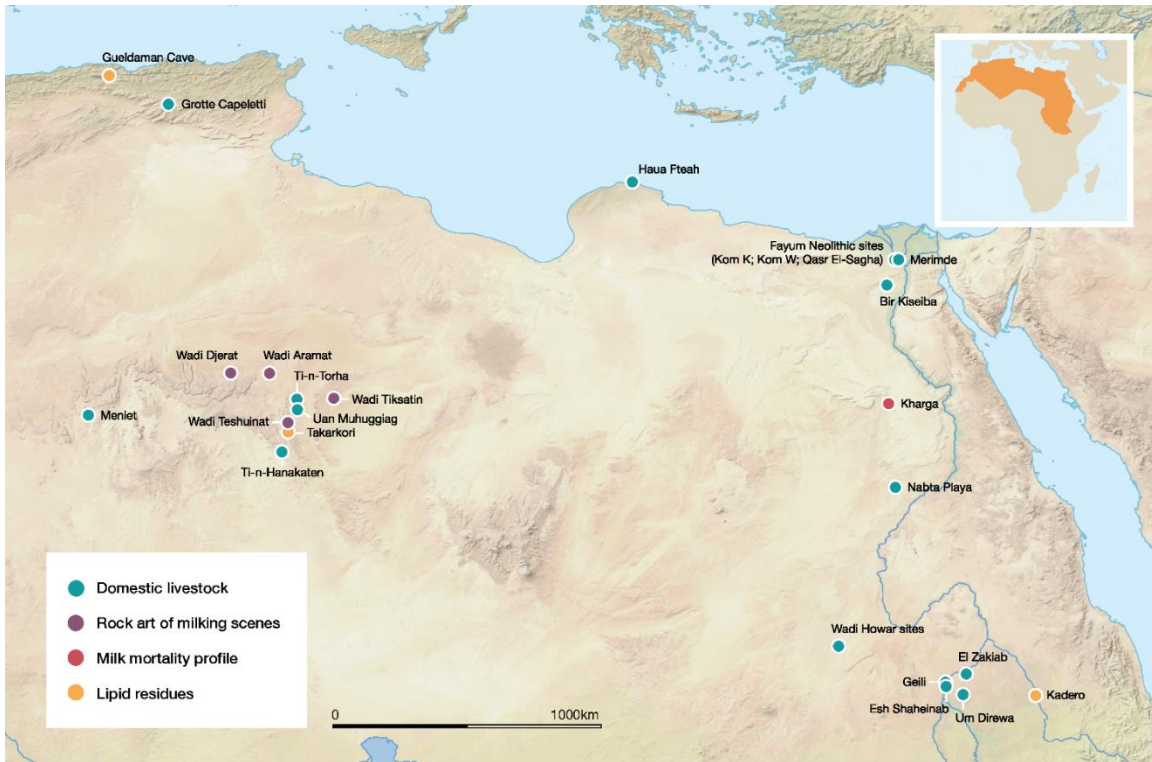 Gueldaman Cave
Grotte Capeletti
Haua Fteah
Fayum Neolithic sites
(Kom K; Kom W; Qasr El-Sagha)
Merimde
Bir Kiseiba
Wadi Djerat
Wadi Aramat
Ti-n-Torha
Wadi Tiksatin
Meniet
Uan Muhuggiag
Wadi Teshuinat
Takarkori
Ti-n-Hanakaten
Kharga
Nabta Playa
Domestic livestock
Rock art of milking scenes
Milk mortality profile
Lipid residues
0
1000km
Wadi Howar sites
El Zakiab
Geili
Esh Shaheinab
Um Direwa
Kadero